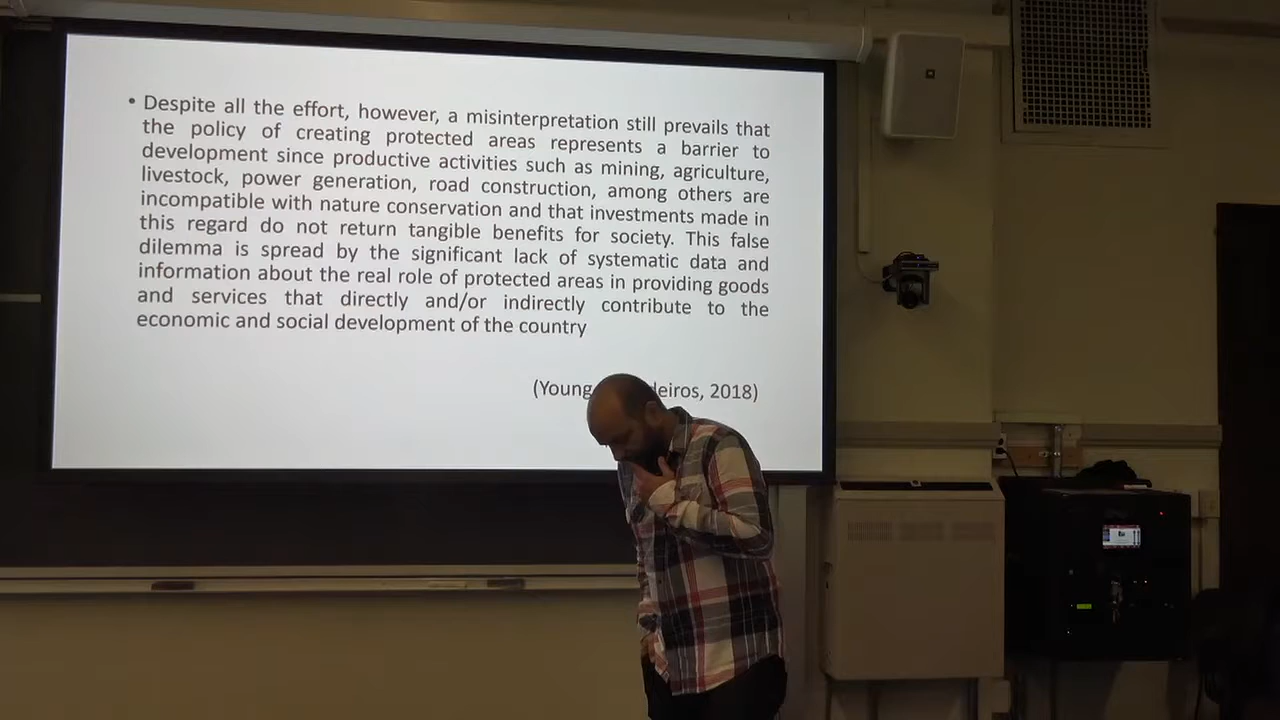 • Despite all the effort, however, a misinterpretation still prevails that
the policy of creating protected areas represents a barrier to
development since productive activities such as mining, agriculture,
livestock, power generation, road construction, among others are
incompatible with nature conservation and that investments made in
this regard do not return tangible benefits for society. This false
dilemma is spread by the significant lack of systematic data and
information about the real role of protected areas in providing goods
and services that directly and/or indirectly contribute to the
economic and social development of the country
(Young deiros, 2018)